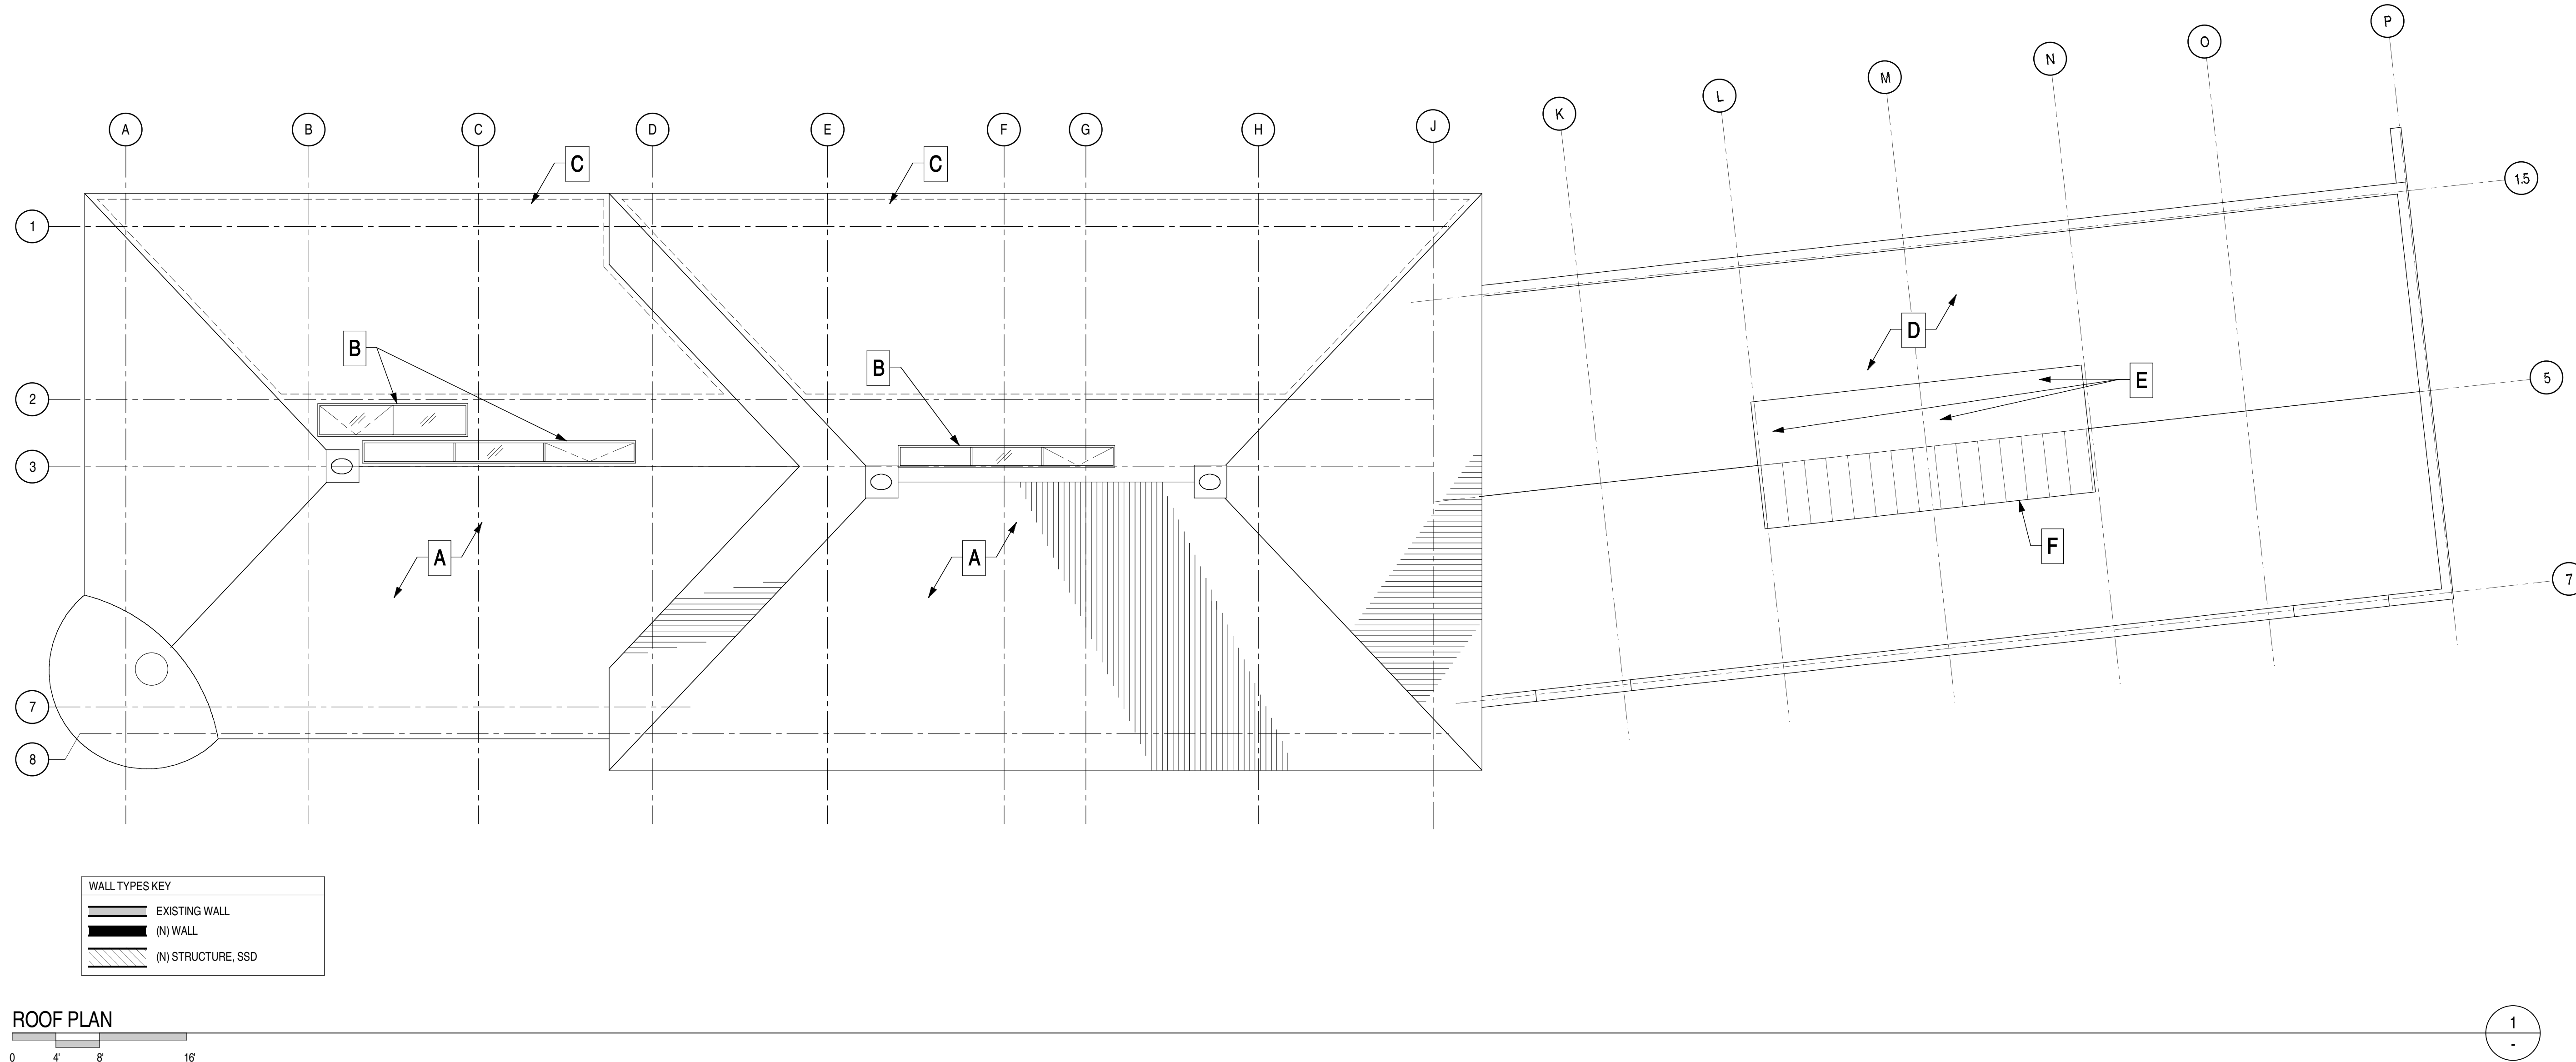 P
O
N
M
L
K
A
B
C
D
E
F
G
H
J
C
C
1.5
1
B
D
B
E
5
2
3
A
A
F
7
7
8
WALL TYPES KEY
EXISTING WALL
(N) WALL
(N) STRUCTURE, SSD
ROOF PLAN
0 4' 8' 16'
1
-